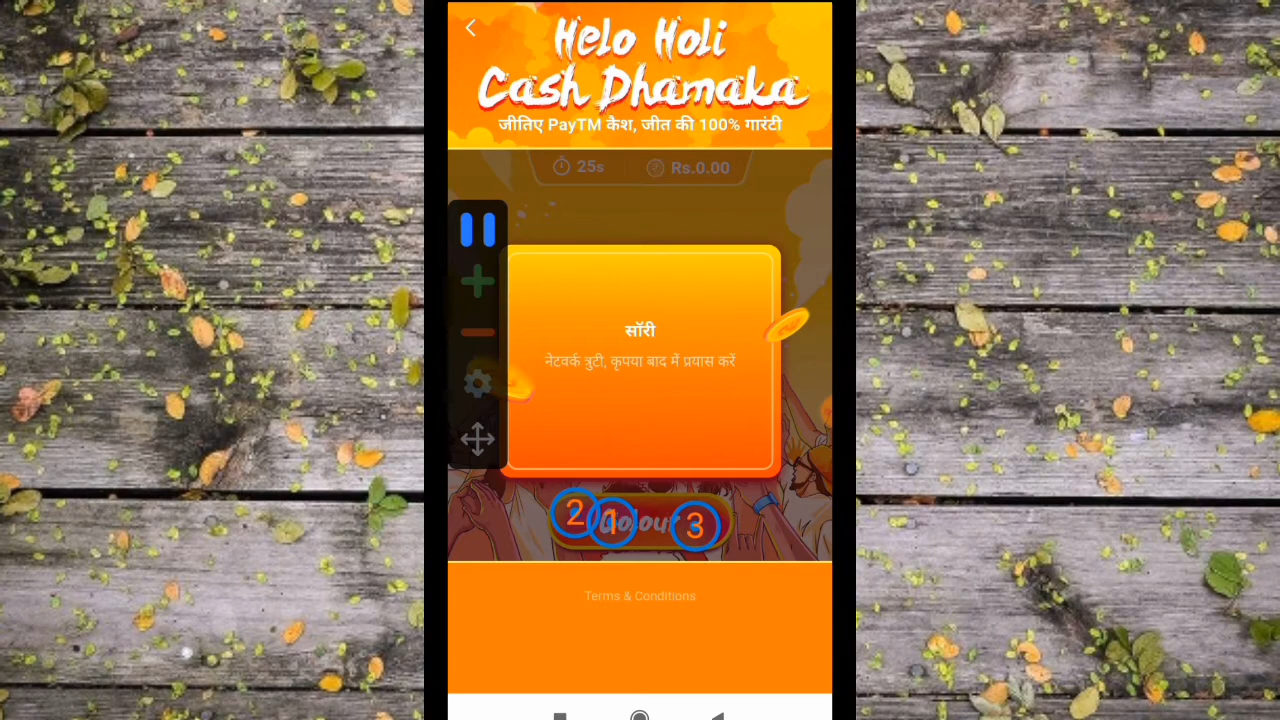 Helo Holi
Cash Dhamaka
जीतिए PayTM कैश, जीत की 100% गारंटी
25s
Rs.0.00
सॉरी
नेटवर्क त्रुटी, कृपया बाद में प्रयास करें
2
1
3
Terms & Conditions